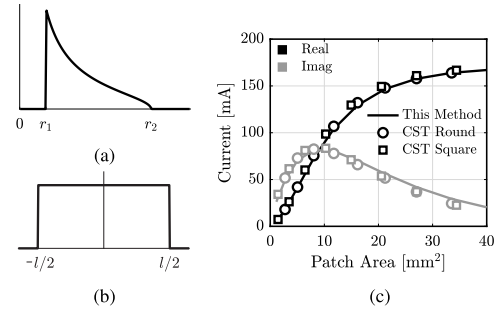 0
r1
r2
(a)
-l/2
l/2
(b)
200
150
100
50
0
Current [mA]
Real
Imag
This Method
CST Round
CST Square
0 10 20 30 40
Patch Area [mm²]
(c)